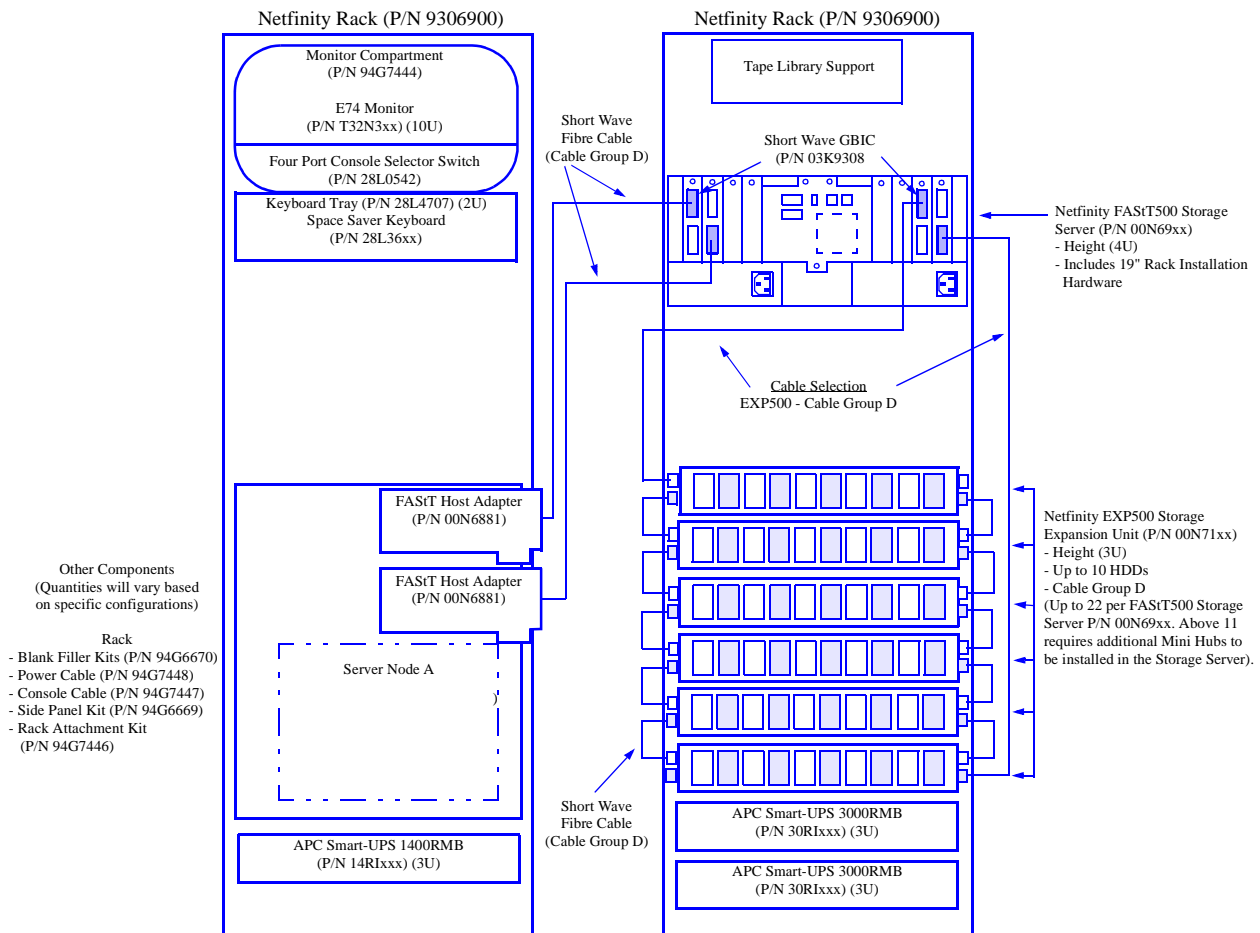 Netfinity Rack (P/N 9306900)
Monitor Compartment
(P/N 94G7444)
E74 Monitor
(P/N T32N3xx) (10U)
Four Port Console Selector Switch
(P/N 28L0542)
Keyboard Tray (P/N 28L4707) (2U)
Space Saver Keyboard
(P/N 28L36xx)
FAStT Host Adapter
(P/N 00N6881)
FAStT Host Adapter
(P/N 00N6881)
Server Node A
)
APC Smart-UPS 1400RMB
(P/N 14RIxxx) (3U)
Other Components
(Quantities will vary based
on specific configurations)
Rack
- Blank Filler Kits (P/N 94G6670)
- Power Cable (P/N 94G7448)
- Console Cable (P/N 94G7447)
- Side Panel Kit (P/N 94G6669)
- Rack Attachment Kit
(P/N 94G7446)
Short Wave
Fibre Cable
(Cable Group D)
Netfinity Rack (P/N 9306900)
Tape Library Support
Short Wave GBIC
(P/N 03K9308
Netfinity FAStT500 Storage
Server (P/N 00N69xx)
- Height (4U)
- Includes 19" Rack Installation
Hardware
Cable Selection
EXP500 - Cable Group D
Netfinity EXP500 Storage
Expansion Unit (P/N 00N71xx)
- Height (3U)
- Up to 10 HDDs
- Cable Group D
(Up to 22 per FAStT500 Storage
Server P/N 00N69xx. Above 11
requires additional Mini Hubs to
be installed in the Storage Server).
Short Wave
Fibre Cable
(Cable Group D)
APC Smart-UPS 3000RMB
(P/N 30RIxxx) (3U)
APC Smart-UPS 3000RMB
(P/N 30RIxxx) (3U)